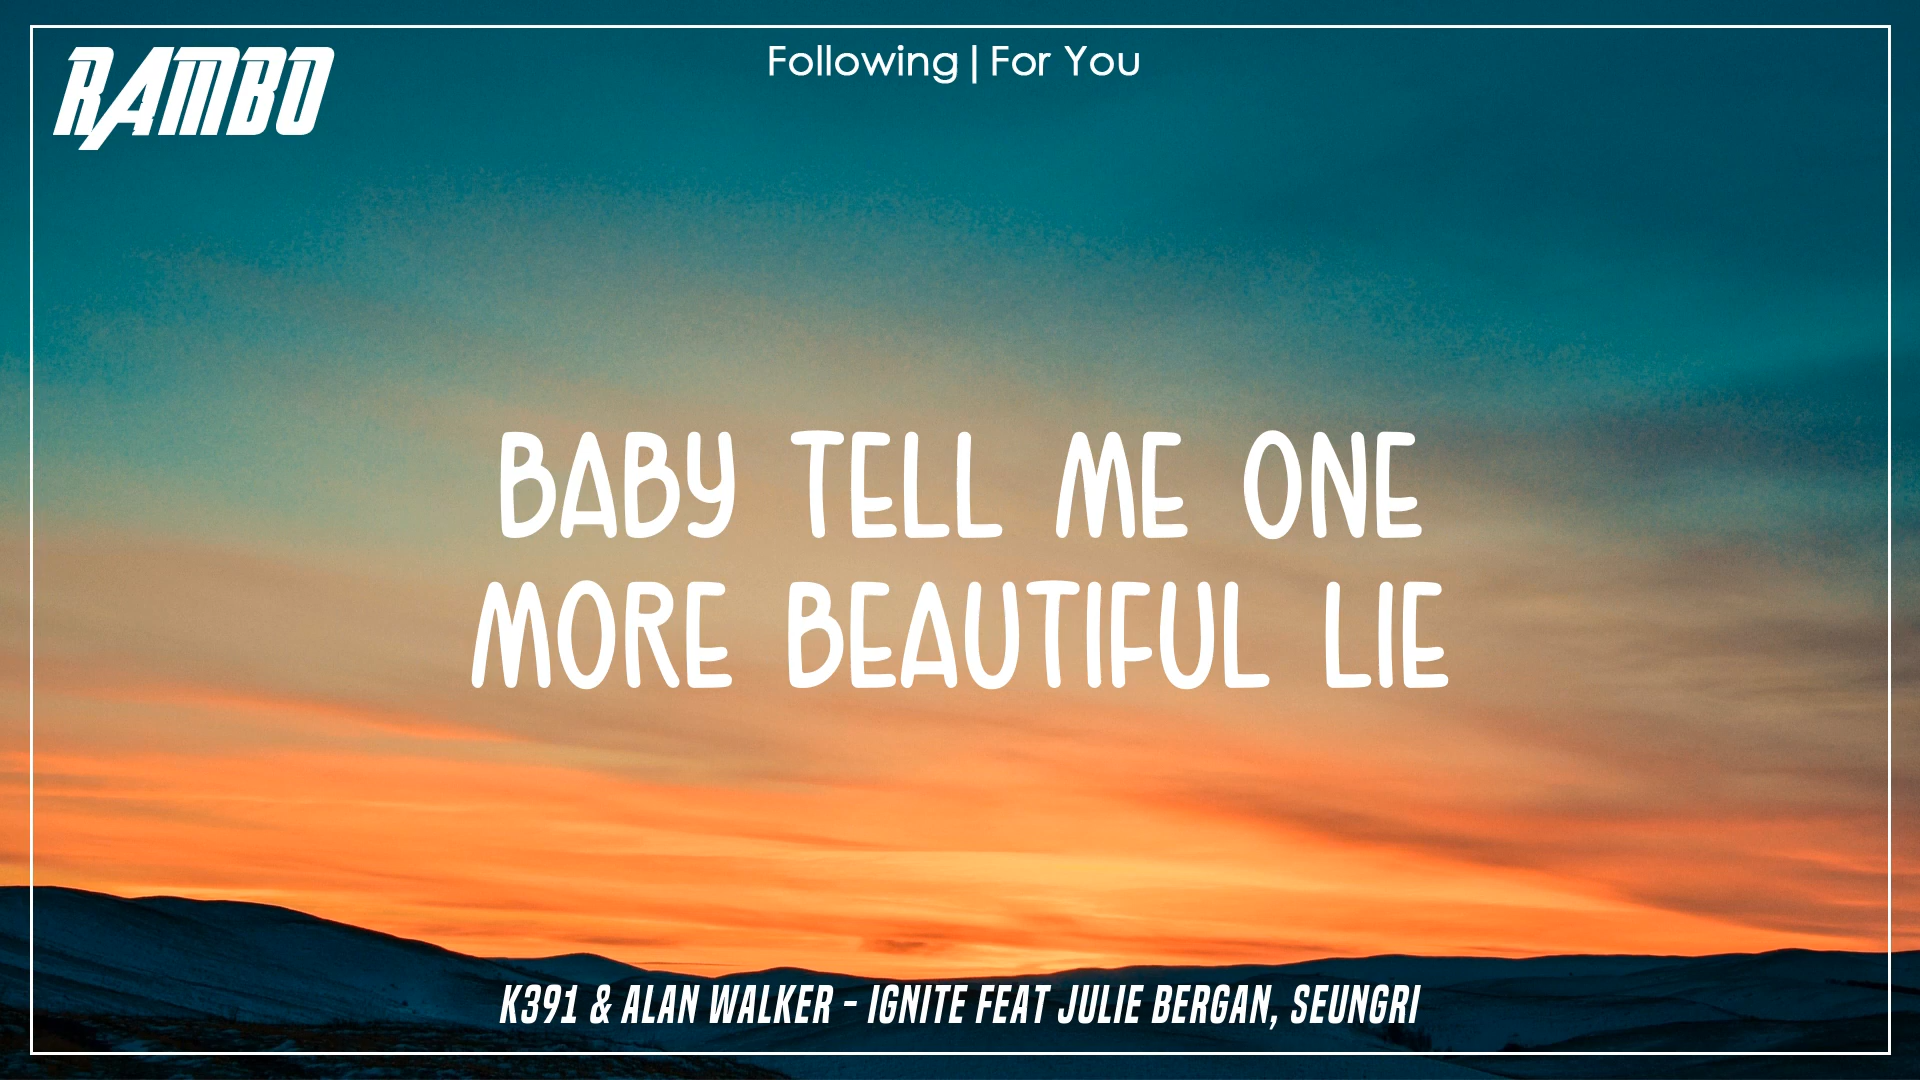 RAMBO
Following | For You
BABY TELL ME ONE
MORE BEAUTIFUL LIE
K391 & ALAN WALKER - IGNITE FEAT JULIE BERGAN, SEUNGRI